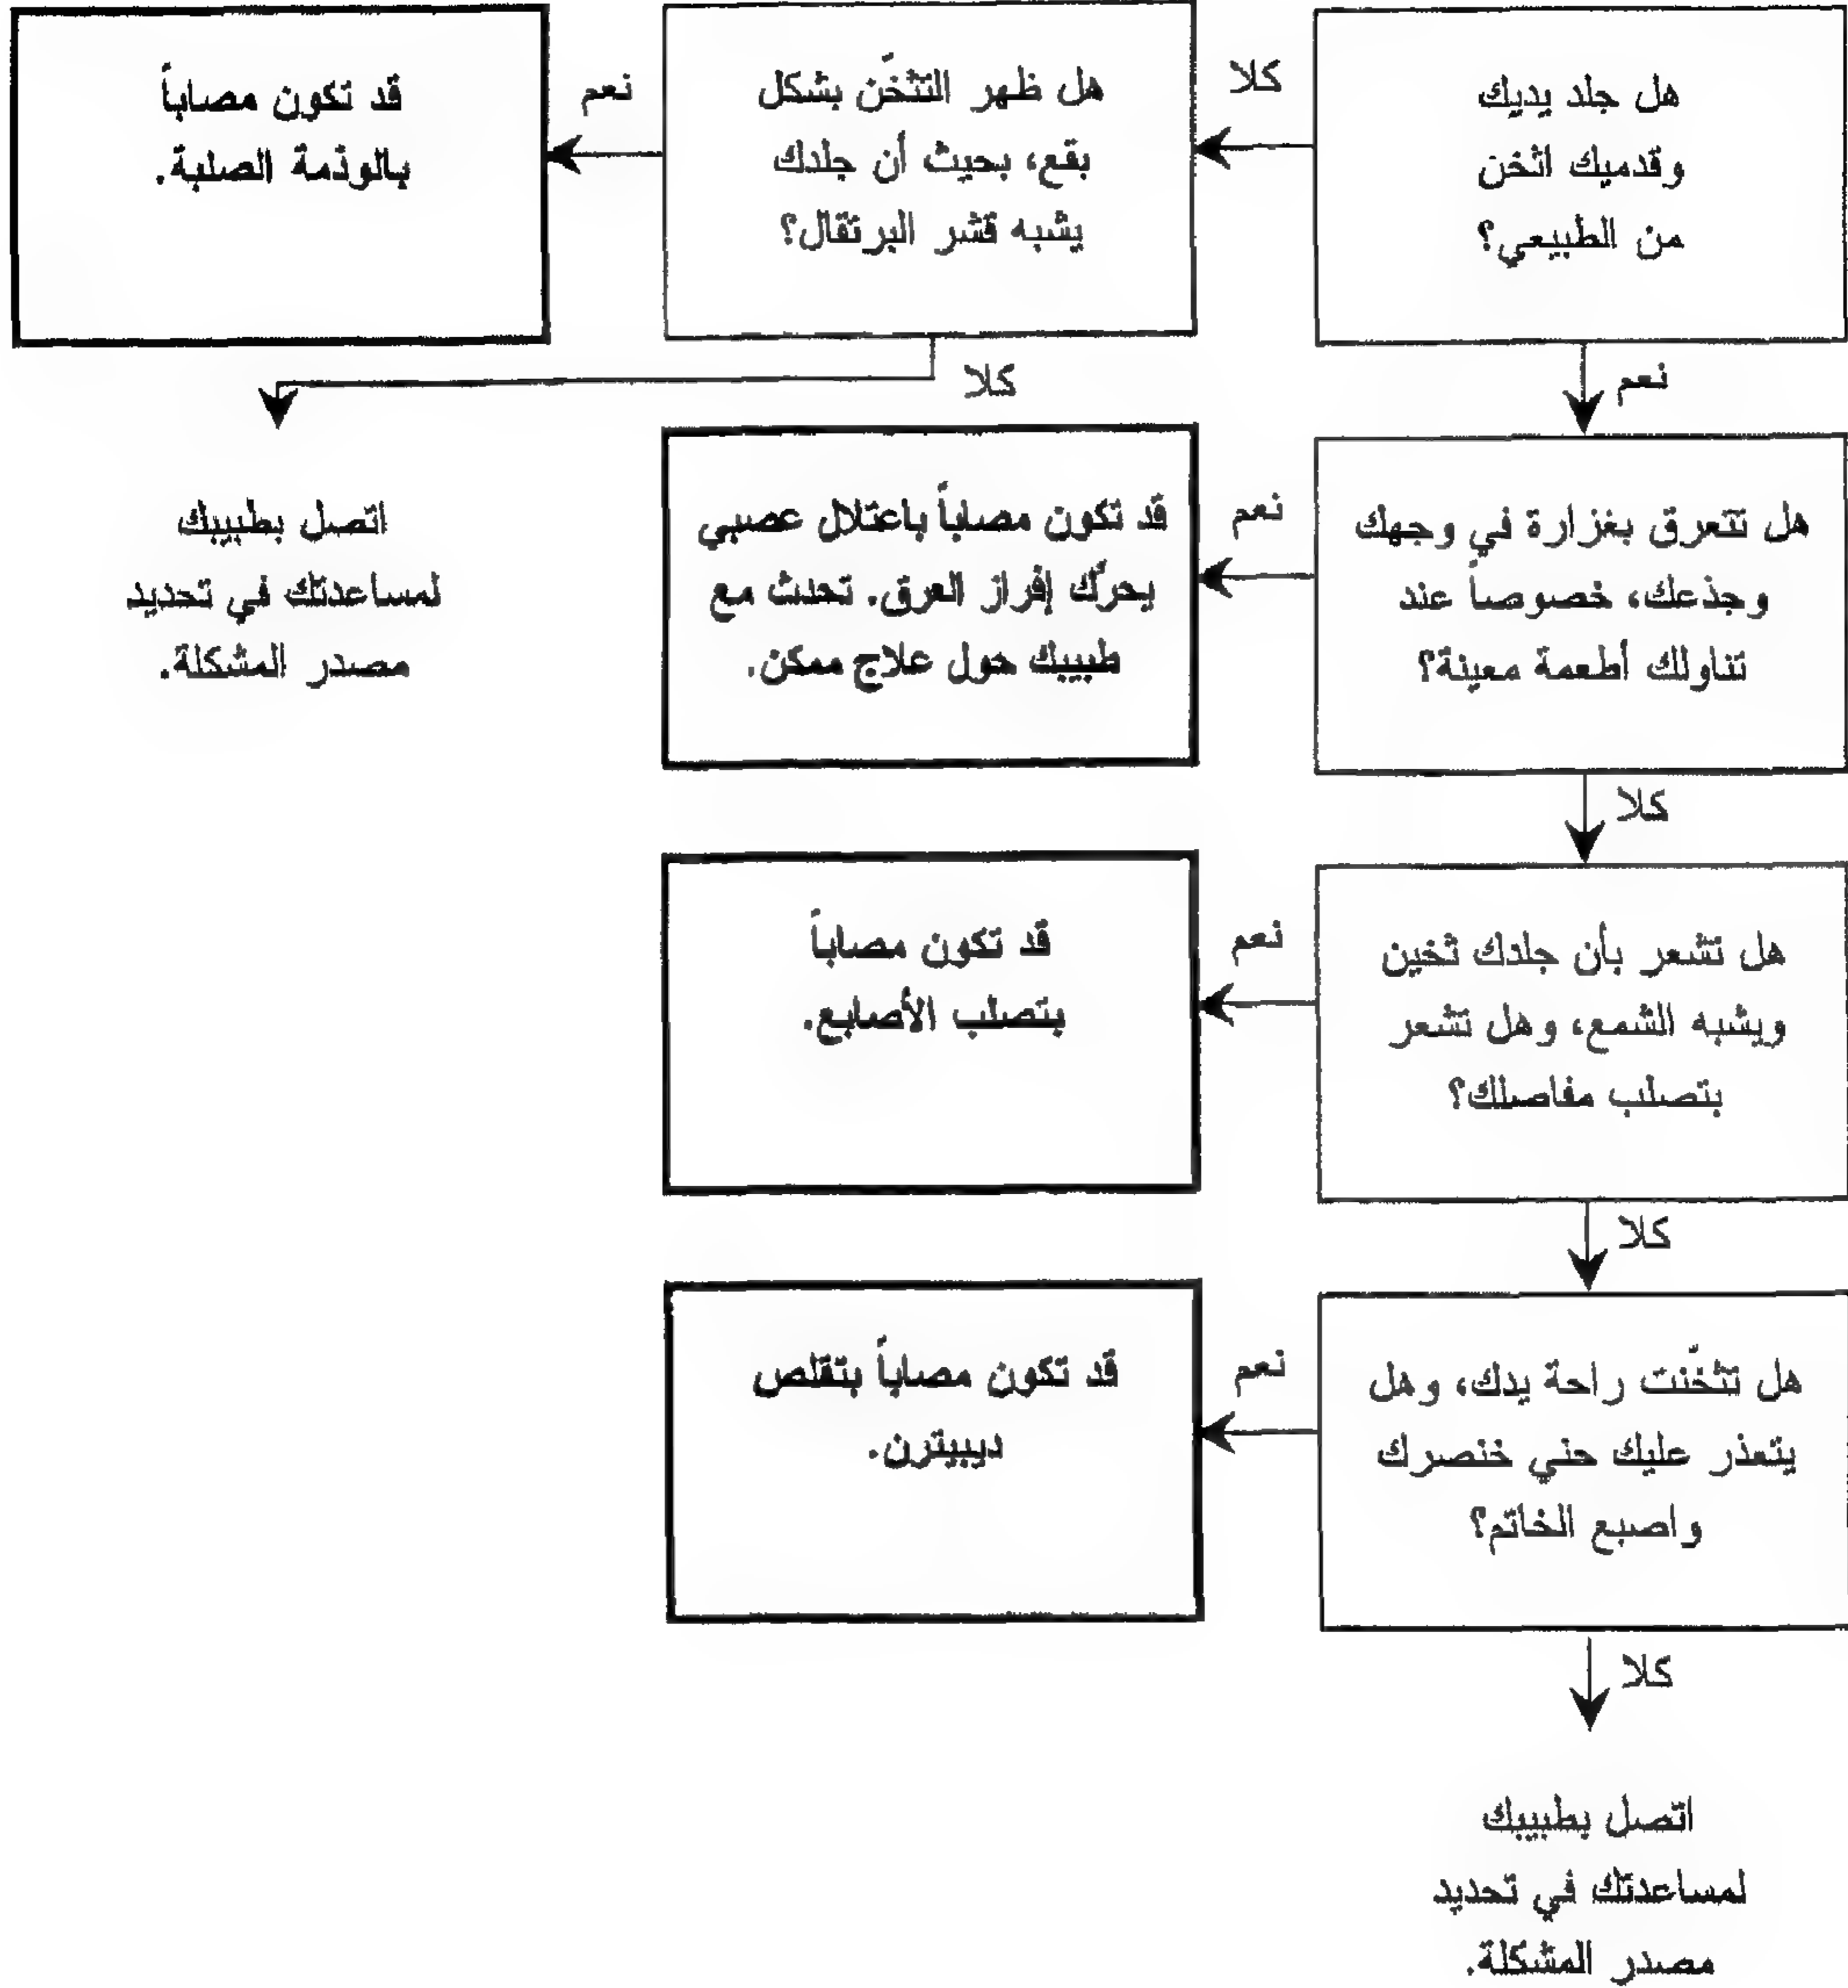 هل جلد يديك
وقدميك اثخن
من الطبيعي؟
كلا
هل ظهر التثخّن بشكل
بقع، بحيث أن جلدك
يشبه قشر البرتقال؟
نعم
قد تكون مصاباً
بالوذمة الصلبة.
كلا
اتصل بطبيبك
لمساعدتك في تحديد
مصدر المشكلة.
نعم
هل تتعرق بغزارة في وجهك
وجذعك، خصوصاً عند
تناولك أطعمة معينة؟
نعم
قد تكون مصاباً باعتلال عصبي
يحرّك إفراز العرق. تحدث مع
طبيبك حول علاج ممكن.
كلا
هل تشعر بأن جلدك ثخين
ويشبه الشمع، وهل تشعر
بتصلب مفاصلك؟
نعم
قد تكون مصاباً
بتصلب الأصابع.
كلا
هل تثخّنت راحة يدك، وهل
يتعذر عليك حني خنصرك
واصبع الخاتم؟
نعم
قد تكون مصاباً بتقلص
ديبيترن.
كلا
اتصل بطبيبك
لمساعدتك في تحديد
مصدر المشكلة.